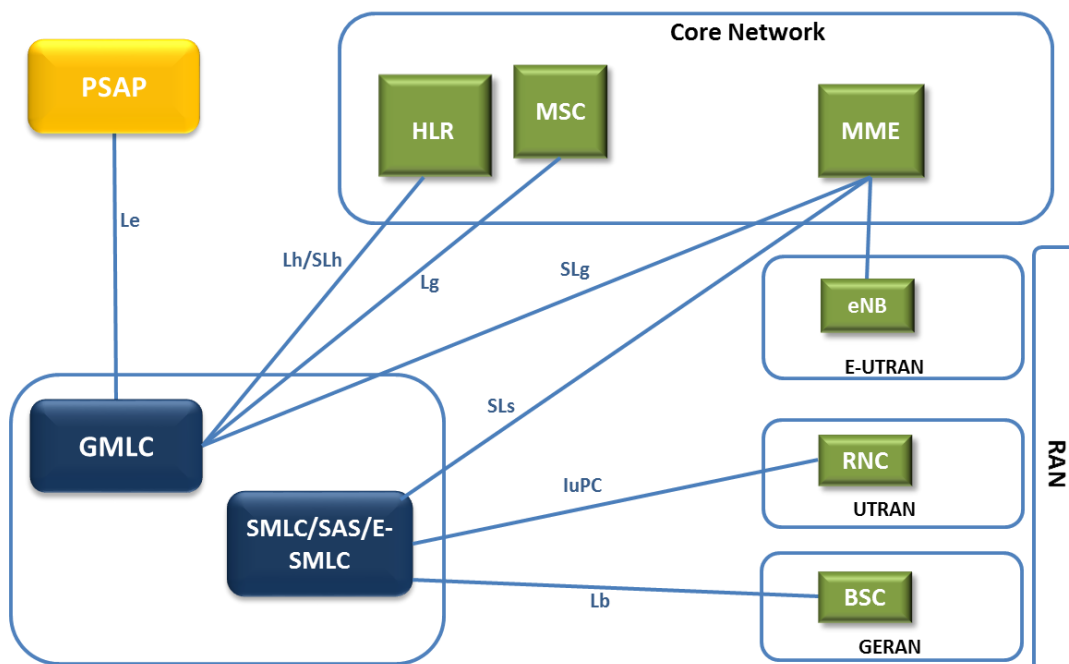 Core Network
PSAP
HLR
MSC
MME
Le
Lh/SLh
Lg
SLg
eNB
E-UTRAN
SLs
GMLC
RNC
UTRAN
IuPC
SMLC/SAS/E-
SMLC
Lb
BSC
GERAN
RAN